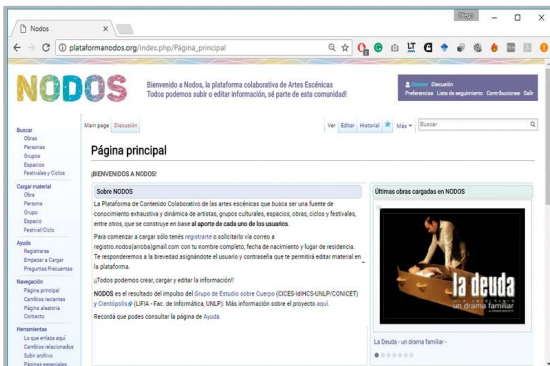 Diego
Nodos
plataformanodos.org/index.php/Página_principal
NODOS
Bienvenido a Nodos, la plataforma colaborativa de Artes Escénicas
Todos podemos subir o editar información, sé parte de esta comunidad!
Discusión
Preferencias Lista de seguimiento Contribuciones Salir
Main page Discusión
Ver Editar Historial Más Buscar
Página principal
¡BIENVENIDOS A NODOS!
Buscar
Obras
Personas
Grupos
Espacios
Festivales y Ciclos
Cargar material
Obra
Persona
Grupo
Espacio
Festival/Ciclo
Ayuda
Registrarse
Empezar a Cargar
Preguntas Frecuentes
Navegación
Página principal
Cambios recientes
Página aleatoria
Contacto
Herramientas
Lo que enlaza aquí
Cambios relacionados
Subir archivo
Páginas especiales
Sobre NODOS
La Plataforma de Contenido Colaborativo de las artes escénicas que busca ser una fuente de
conocimiento exhaustiva y dinámica de artistas, grupos culturales, espacios, obras, ciclos y festivales,
entre otros, que se construye en base al aporte de cada uno de los usuarios.
Para comenzar a cargar sólo tenés registrarte o solicitarlo vía correo a
registro.nodos(arroba)gmail.com con tu nombre completo, fecha de nacimiento y lugar de residencia.
Te responderemos a la brevedad asignándote el usuario y contraseña que te permitirá editar material en
la plataforma.
¡¡Todos podemos crear, cargar y editar la información!!
NODOS es el resultado del impulso del Grupo de Estudio sobre Cuerpo (CICES-IdIHCS-UNLP/CONICET)
y Cientópolis (LIFIA - Fac. de Informática, UNLP). Más información sobre el proyecto aquí.
Recordá que podes consultar la página de Ayuda
Últimas obras cargadas en NODOS
la deuda
un drama familiar
La Deuda - un drama familiar -